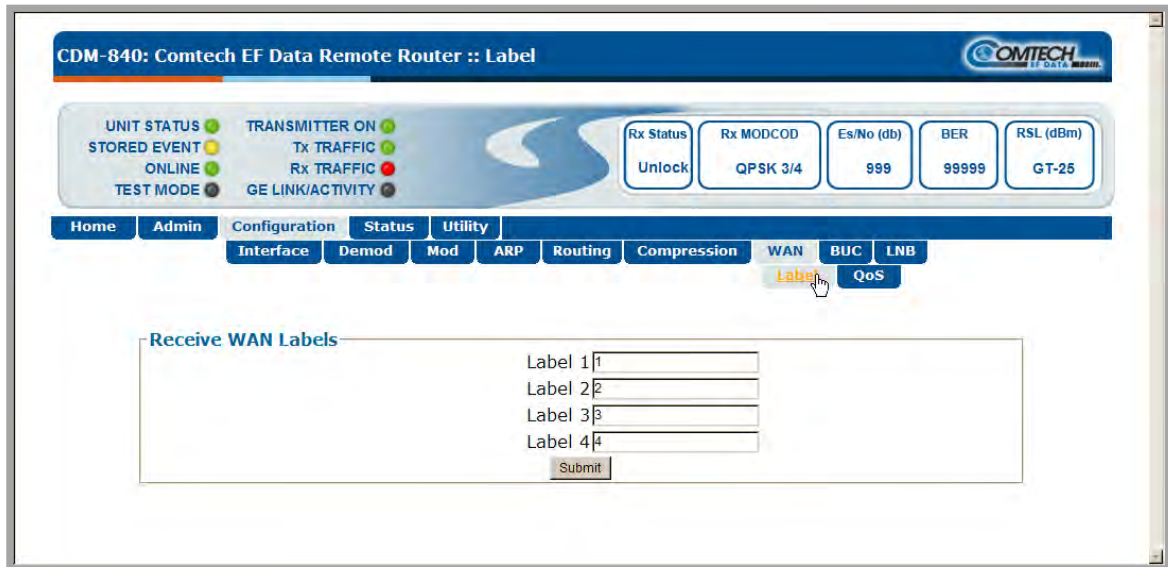 CDM-840: Comtech EF Data Remote Router :: Label
COMTECH
EF DATA
UNIT STATUS TRANSMITTER ON
STORED EVENT Tx TRAFFIC
ONLINE Rx TRAFFIC
TEST MODE GE LINK/ACTIVITY
Rx Status Rx MODCOD Es/No (db) BER RSL (dBm)
Unlock QPSK 3/4 999 99999 GT-25
Home Admin Configuration Status Utility
Interface Demod Mod ARP Routing Compression WAN BUC LNB
Label QoS
Receive WAN Labels
Label 1 1
Label 2 2
Label 3 3
Label 4 4
Submit